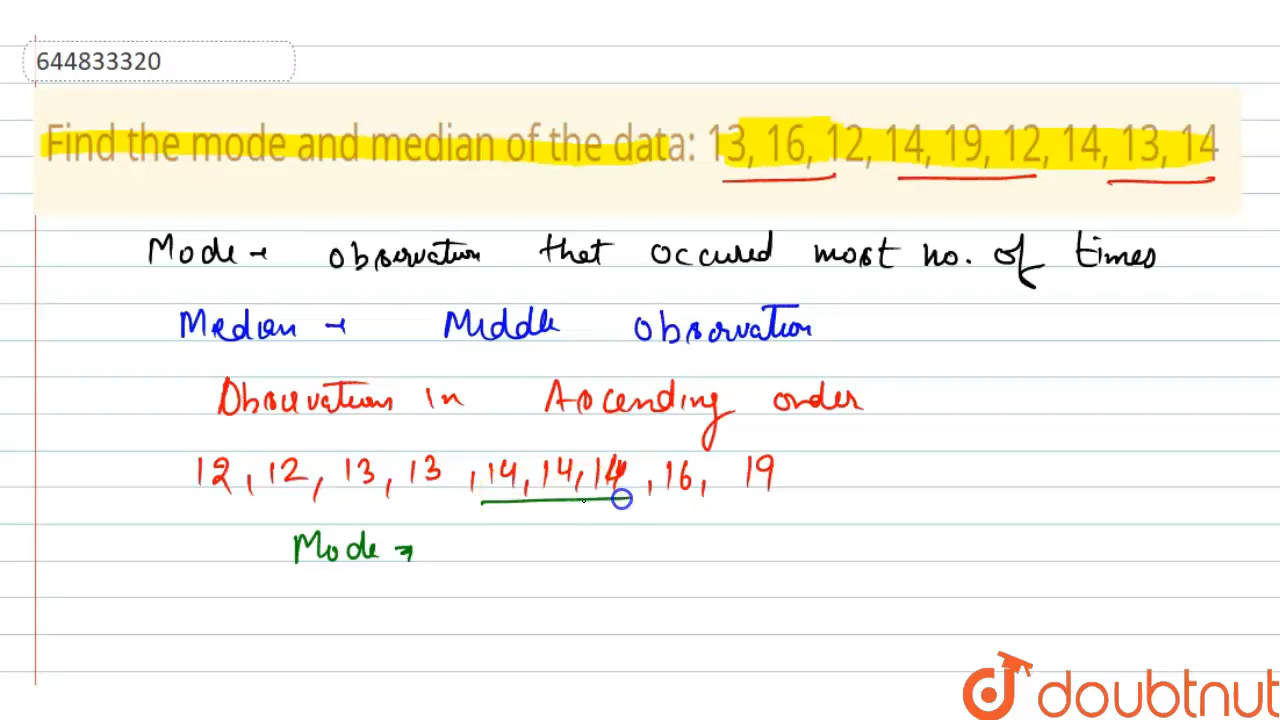 644833320
Find the mode and median of the data: 13, 16, 12, 14, 19, 12, 14, 13, 14
Mode → observation that occured most no. of times
Median → Middle observation
Observations in Ascending order
12, 12, 13, 13, 14, 14, 14, 16, 19
Mode →
doubtnut